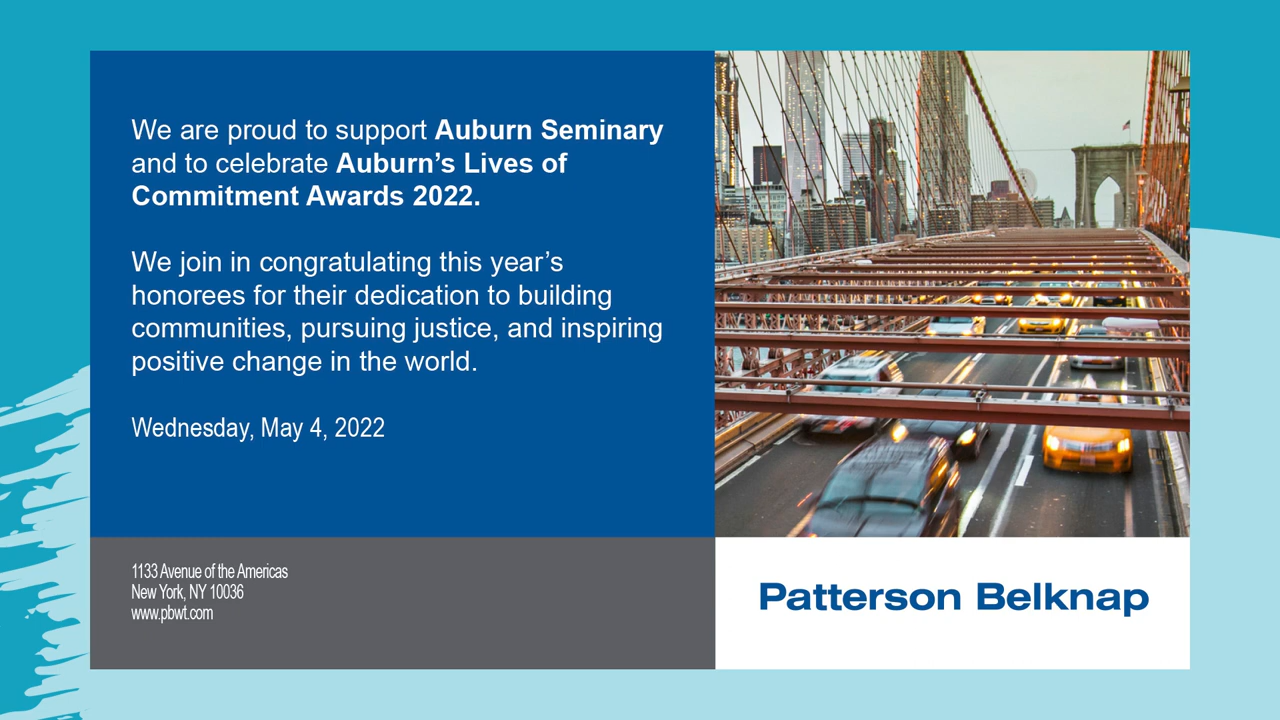 We are proud to support Auburn Seminary
and to celebrate Auburn’s Lives of
Commitment Awards 2022.
We join in congratulating this year’s
honorees for their dedication to building
communities, pursuing justice, and inspiring
positive change in the world.
Wednesday, May 4, 2022
1133 Avenue of the Americas
New York, NY 10036
www.pbwt.com
Patterson Belknap